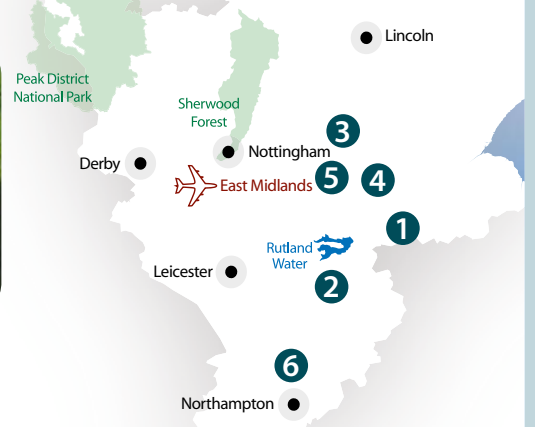 Lincoln
Peak District
National Park
Sherwood
Forest
3
Nottingham
Derby
5
4
East Midlands
1
Rutland
Water
Leicester
2
6
Northampton